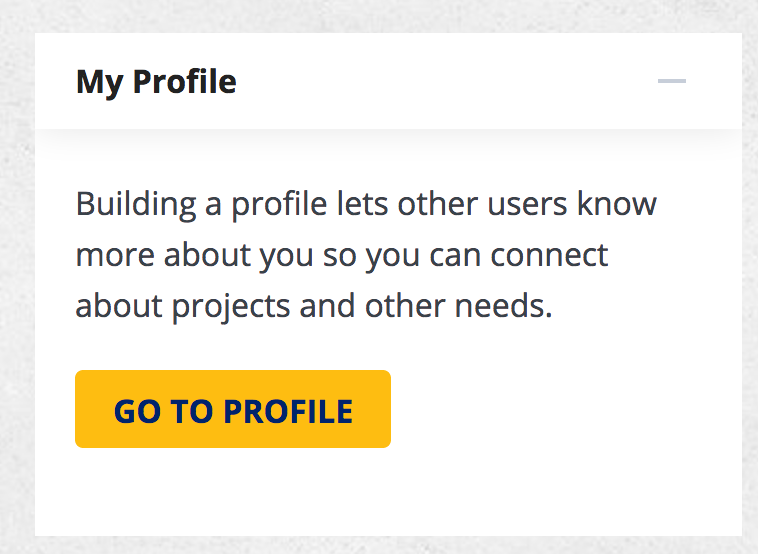 My Profile
Building a profile lets other users know
more about you so you can connect
about projects and other needs.
GO TO PROFILE